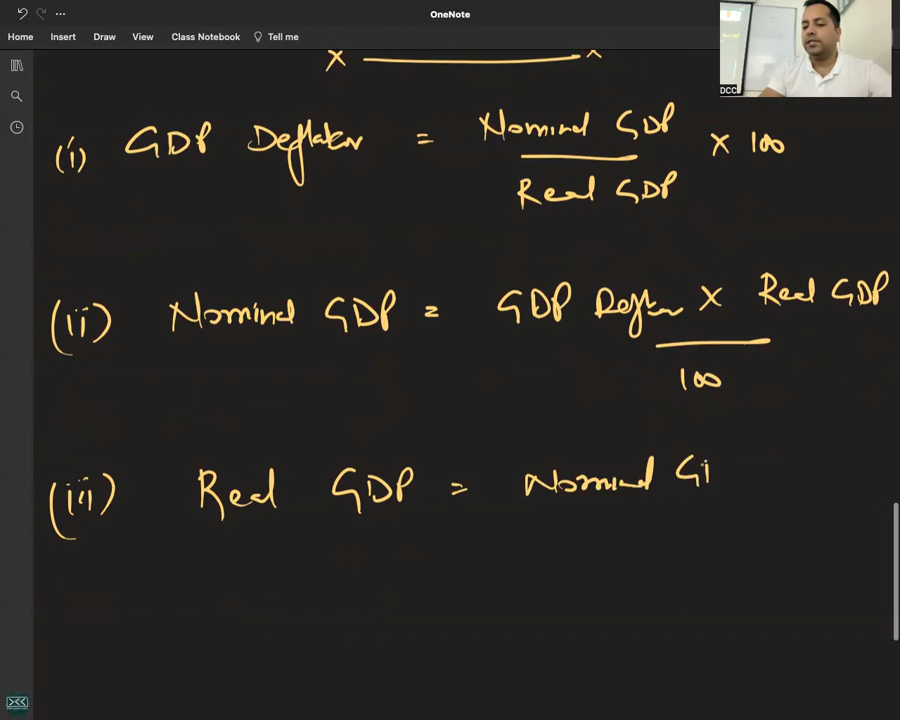 OneNote
Home Insert Draw View Class Notebook Tell me
DCC
x x
(i) GDP Deflator = Nominal GDP
Real GDP × 100
(ii) Nominal GDP = GDP × Real GDP
100
(iii) Real GDP = Nominal